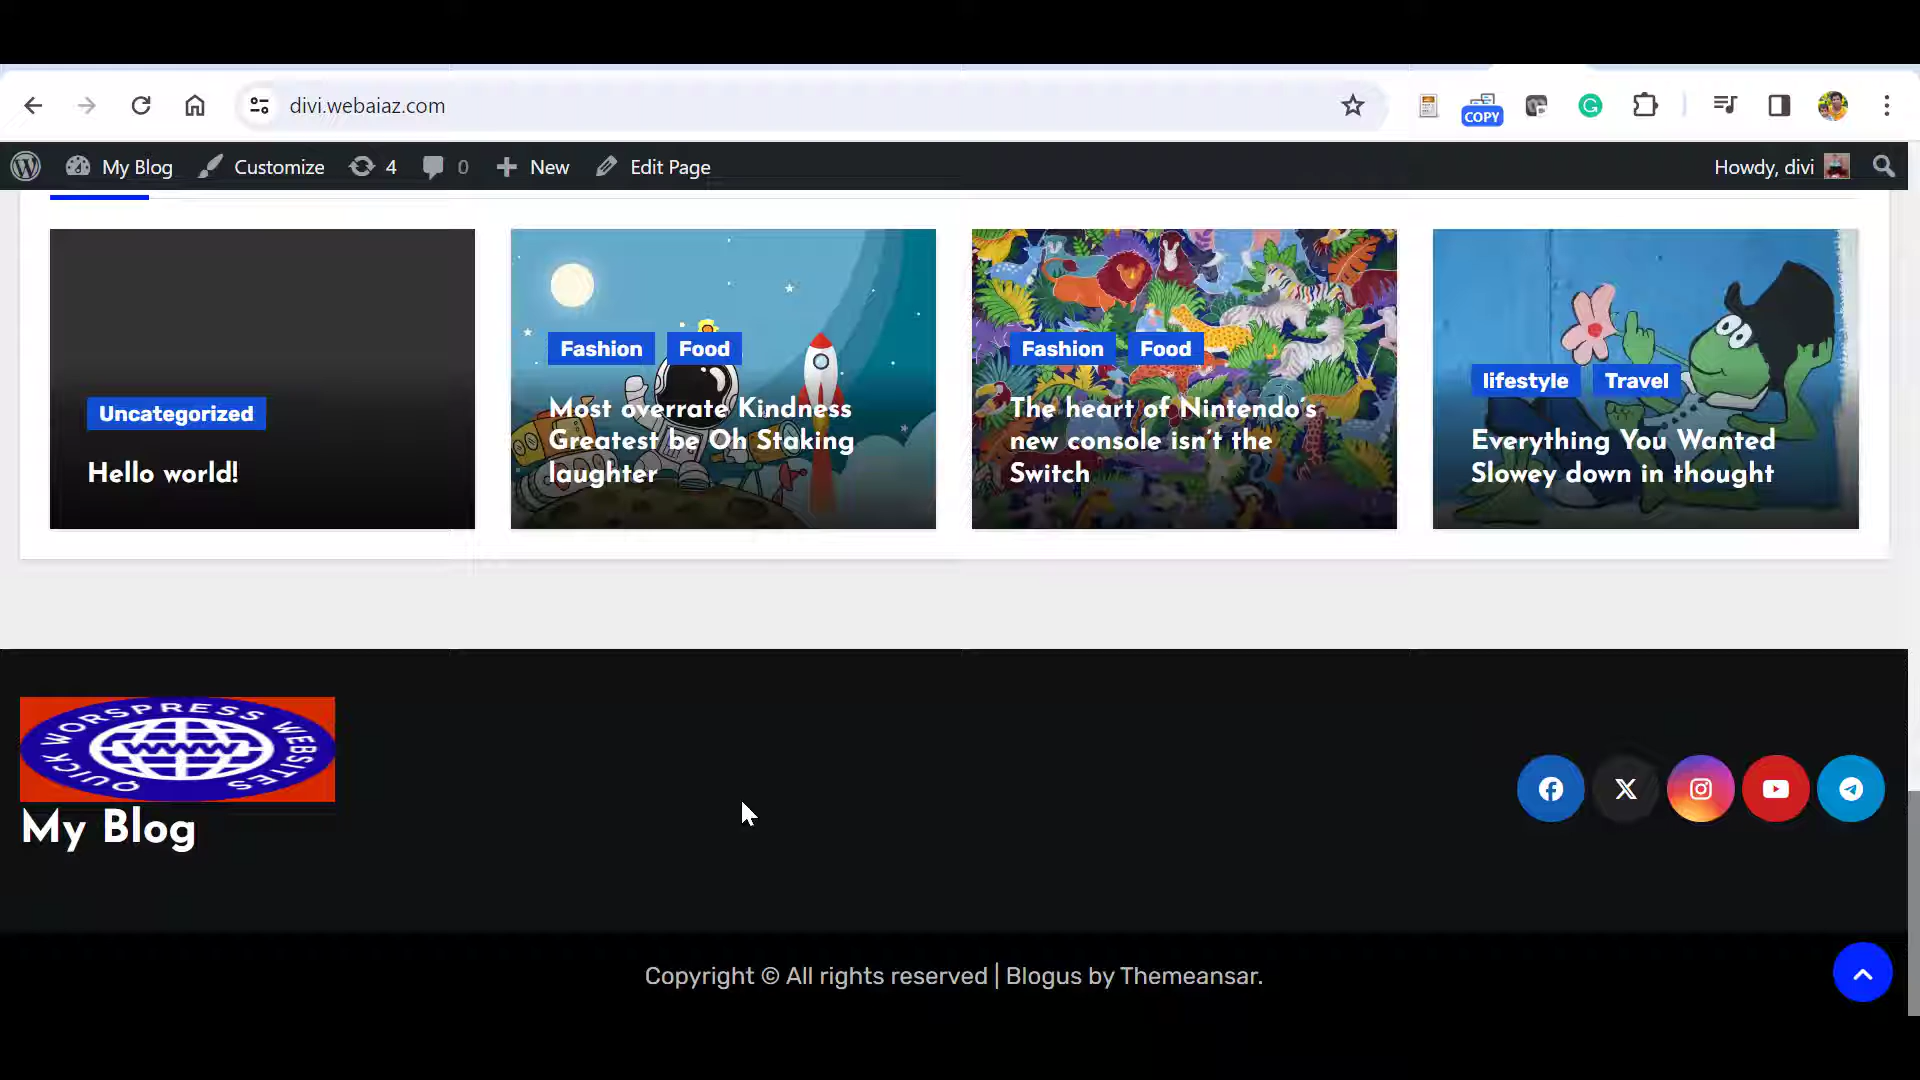 divi.webaiaz.com
COPY
My Blog
Customize
4
0
New
Edit Page
Howdy, divi
Uncategorized
Hello world!
Fashion
Food
Most overrate Kindness
Greatest be Oh Staking
laughter
Fashion
Food
The heart of Nintendo’s
new console isn’t the
Switch
lifestyle
Travel
Everything You Wanted
Slowey down in thought
QUICK WORSPRESS WEBSITES
WWW
My Blog
Copyright © All rights reserved | Blogus by Themeansar.